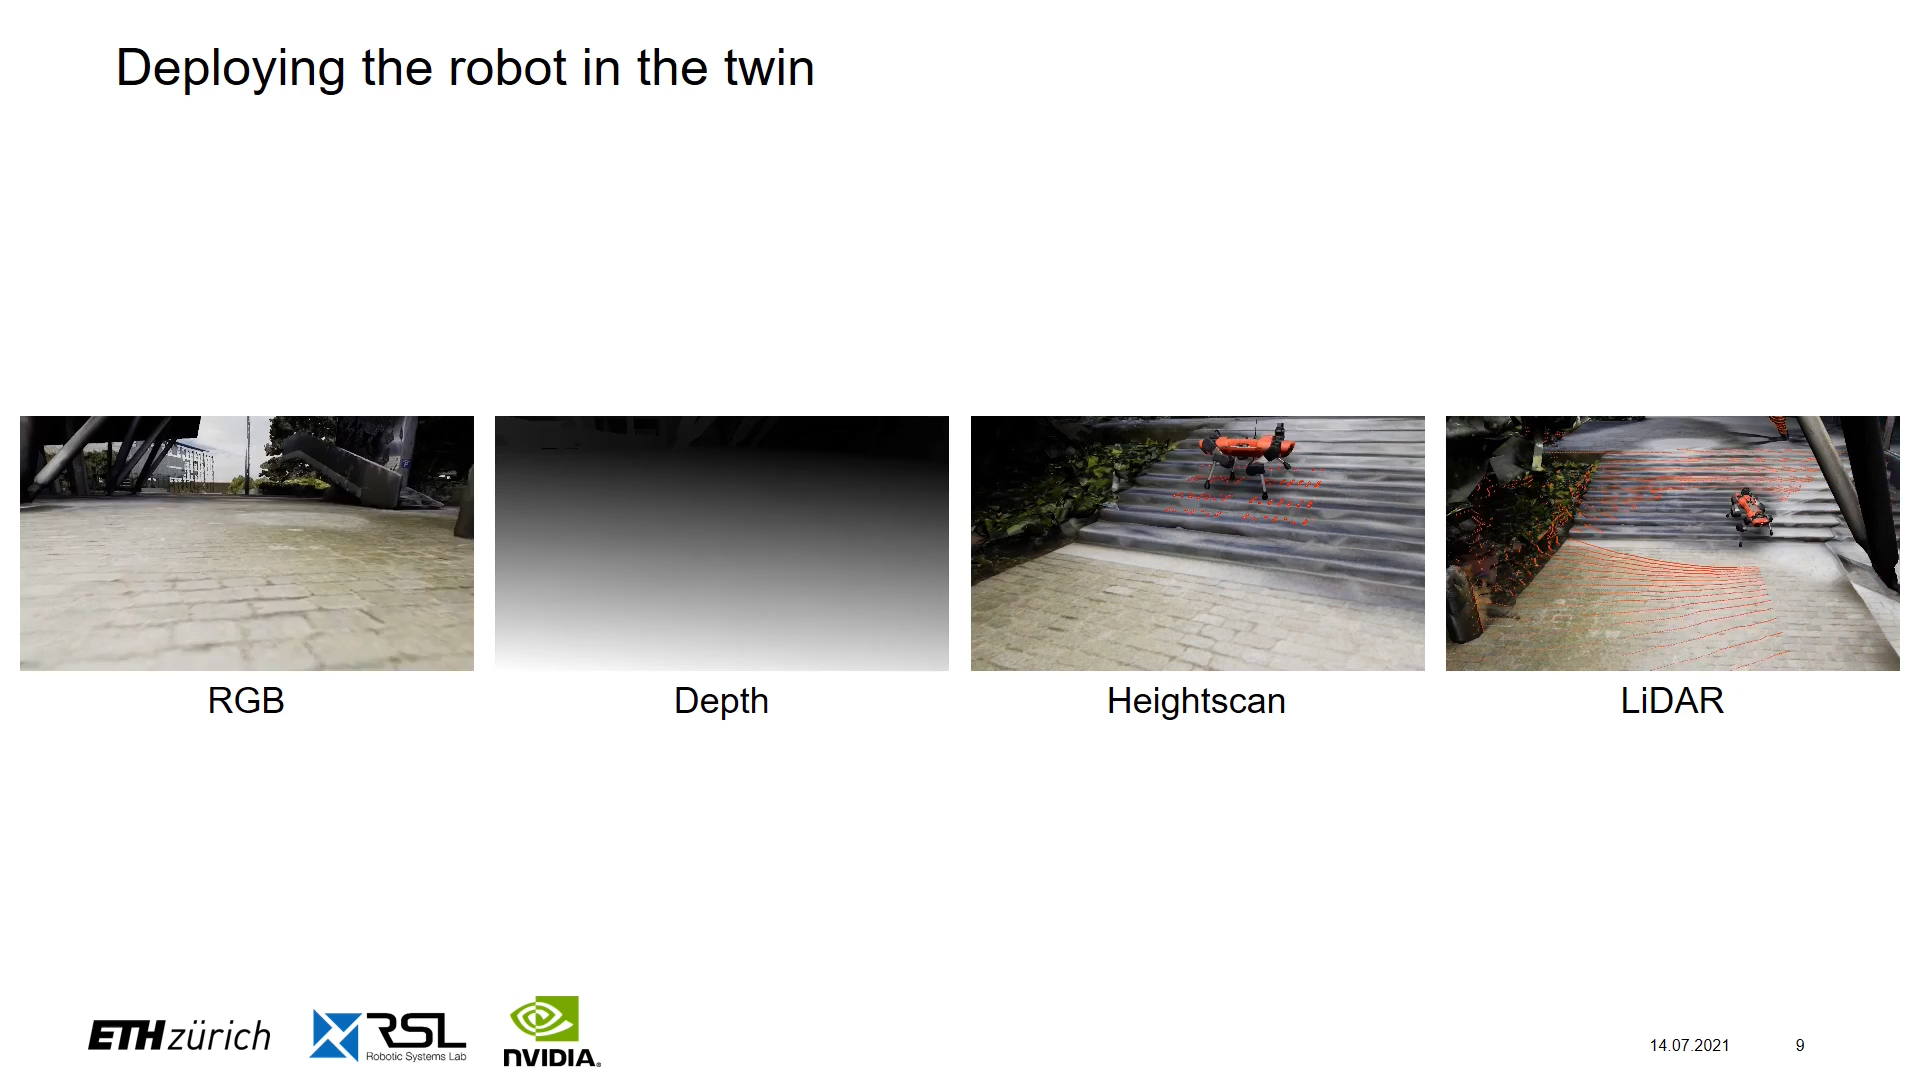 Deploying the robot in the twin
RGB
Depth
Heightscan
LiDAR
ETH zürich
RSL
Robotic Systems Lab
NVIDIA.
14.07.2021
9